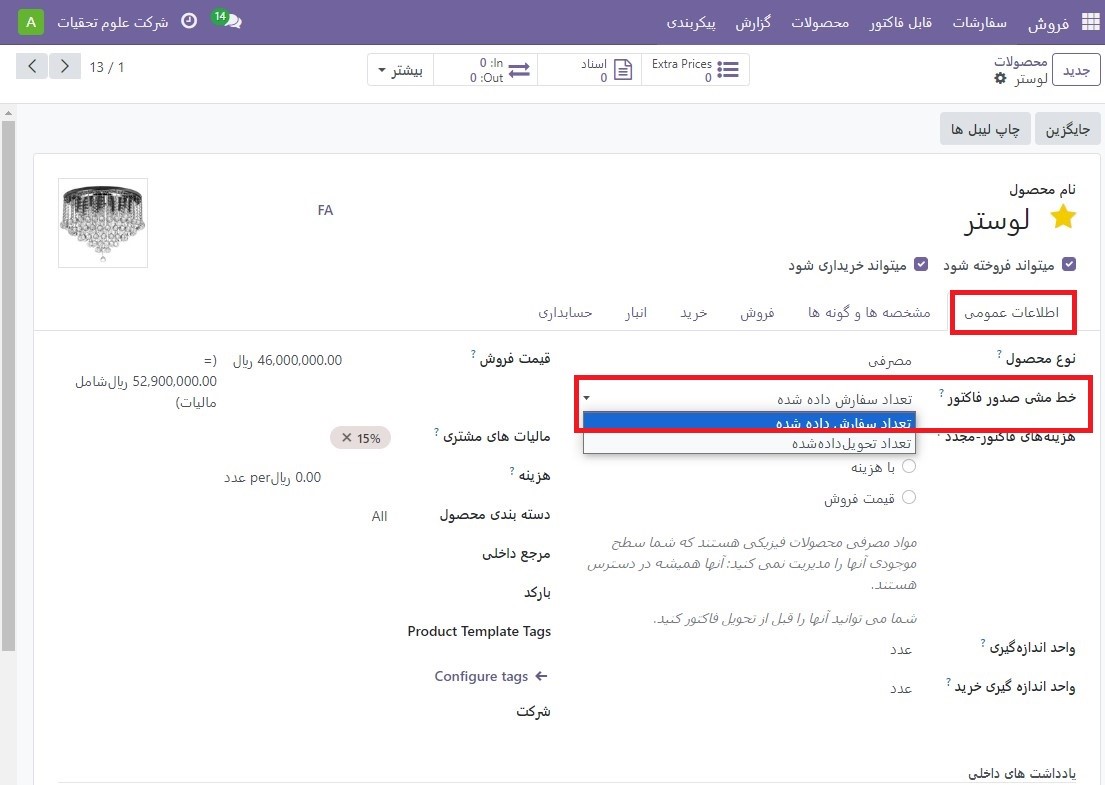 فروش سفارشات قابل فاکتور محصولات گزارش پیکربندی 14 شرکت علوم تحقیات A
جدید محصولات
لوستر
Extra Prices 0
اسناد 0
In: 0
Out: 0
بیشتر
13 / 1
جایگزین چاپ لیبل ها
نام محصول
لوستر
FA
میتواند فروخته شود میتواند خریداری شود
اطلاعات عمومی مشخصه ها و گونه ها فروش خرید انبار حسابداری
نوع محصول ? مصرفی
خط مشی صدور فاکتور ? تعداد سفارش داده شده
تعداد سفارش داده شده
تعداد تحویل‌داده‌شده
هزینه‌های فاکتور-مجدد ?
با هزینه
قیمت فروش
مواد مصرفی محصولات فیزیکی هستند که شما سطح
موجودی آنها را مدیریت نمی کنید: آنها همیشه در دسترس
هستند.
شما می توانید آنها را قبل از تحویل فاکتور کنید.
واحد اندازه‌گیری ? عدد
واحد اندازه گیری خرید ? عدد
قیمت فروش ? 46,000,000.00 ریال (=
52,900,000.00 ریال‌شامل
مالیات)
مالیات های مشتری ? 15% ×
هزینه ? 0.00 ریال‌per عدد
دسته بندی محصول All
مرجع داخلی
بارکد
Product Template Tags
Configure tags
شرکت
یادداشت های داخلی